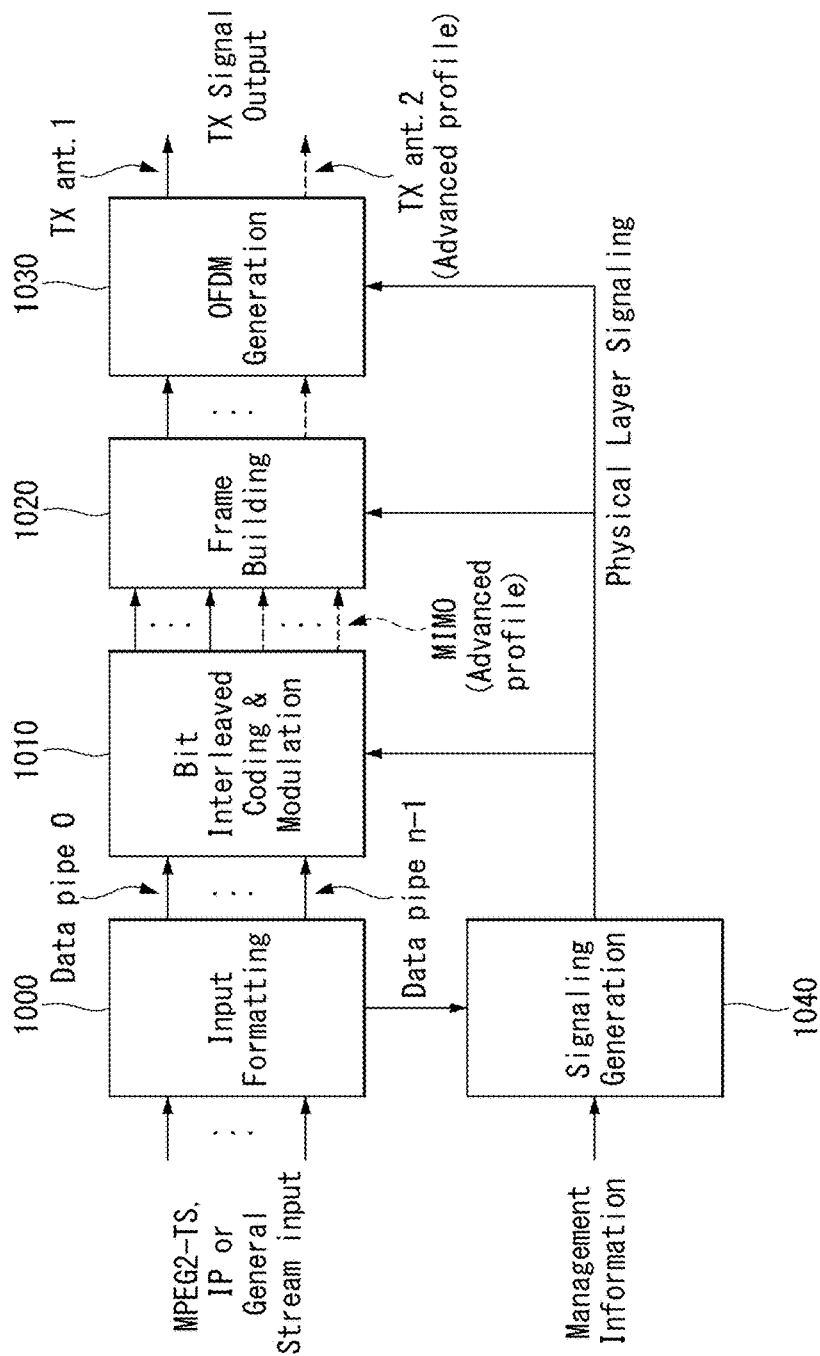 MPEG2-TS,
IP or
General
Stream input
1000
Input
Formatting
Data pipe 0
Data pipe n-1
1010
Bit
Interleaved
Coding &
Modulation
MIMO
(Advanced
profile)
1020
Frame
Building
1030
OFDM
Generation
TX ant.1
TX Signal
Output
TX ant.2
(Advanced profile)
Management
Information
Signaling
Generation
1040
Physical Layer Signaling